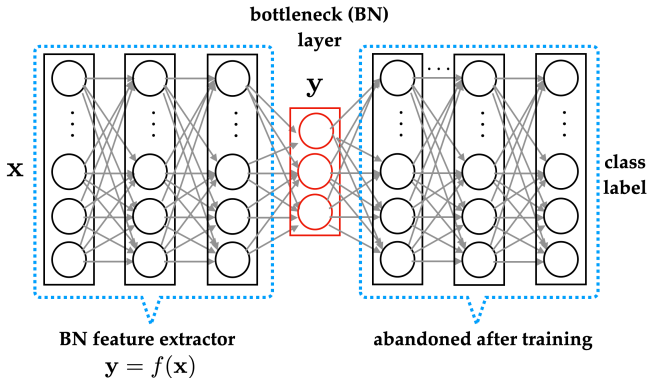 bottleneck (BN)
layer
y
x
class
label
BN feature extractor
y = f(x)
abandoned after training